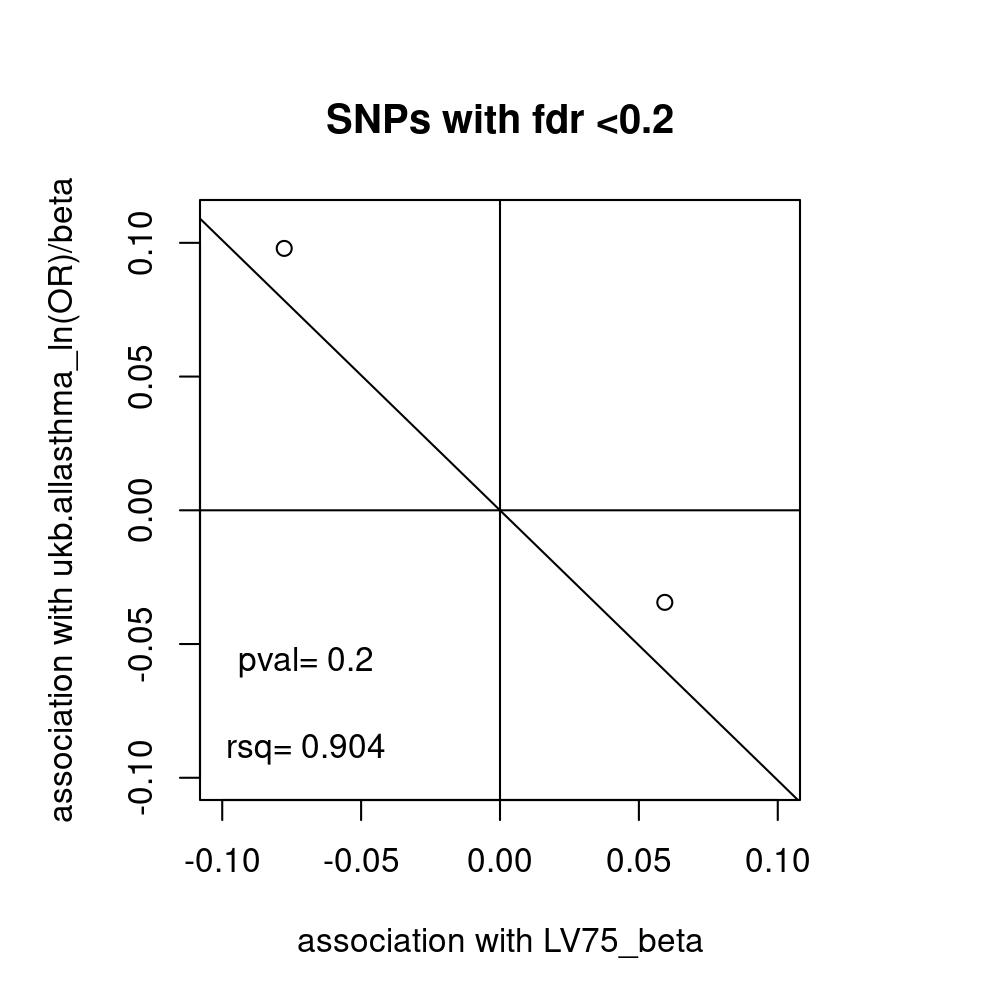 SNPs with fdr <0.2
association with ukb.allasthma_ln(OR)/beta
0.10
0.05
0.00
-0.05
-0.10
pval= 0.2
rsq= 0.904
-0.10 -0.05 0.00 0.05 0.10
association with LV75_beta